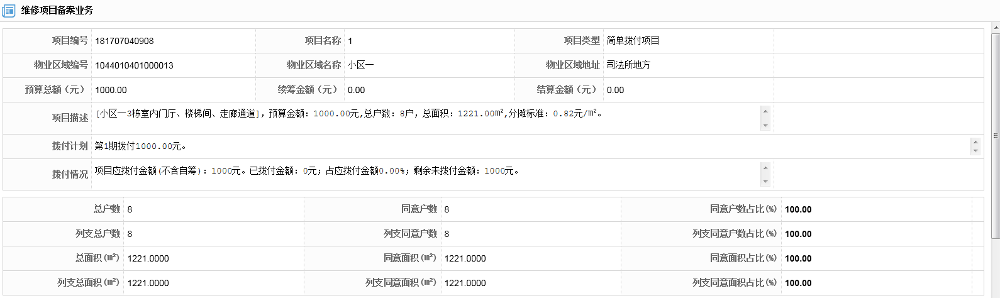 维修项目备案业务
项目编号 181707040908 项目名称 1 项目类型 简单拨付项目
物业区域编号 1044010401000013 物业区域名称 小区一 物业区域地址 司法所地方
预算总额（元） 1000.00 续筹金额（元） 0.00 结算金额（元） 0.00
项目描述 [小区一3栋室内门厅、楼梯间、走廊通道]，预算金额：1000.00元,总户数：8户，总面积：1221.00㎡,分摊标准：0.82元/㎡。
拨付计划 第1期拨付1000.00元。
拨付情况 项目应拨付金额(不含自筹)：1000元。已拨付金额：0元；占应拨付金额0.00%；剩余未拨付金额：1000元。
总户数 8 同意户数 8 同意户数占比(%) 100.00
列支总户数 8 列支同意户数 8 列支同意户数占比(%) 100.00
总面积(㎡) 1221.0000 同意面积(㎡) 1221.0000 同意面积占比(%) 100.00
列支总面积(㎡) 1221.0000 列支同意面积(㎡) 1221.0000 列支同意面积占比(%) 100.00